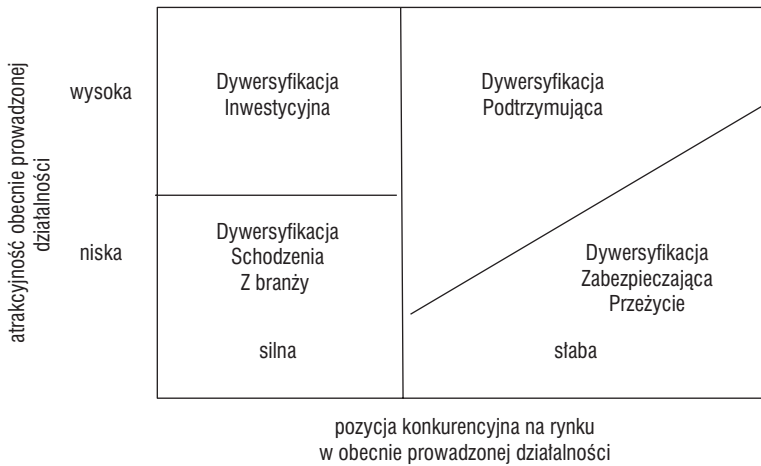 atrakcyjność obecnie prowadzonej
działalności
wysoka
Dywersyfikacja
Inwestycyjna
Dywersyfikacja
Podtrzymująca
niska
Dywersyfikacja
Schodzenia
Z branży
Dywersyfikacja
Zabezpieczająca
Przeżycie
silna
słaba
pozycja konkurencyjna na rynku
w obecnie prowadzonej działalności